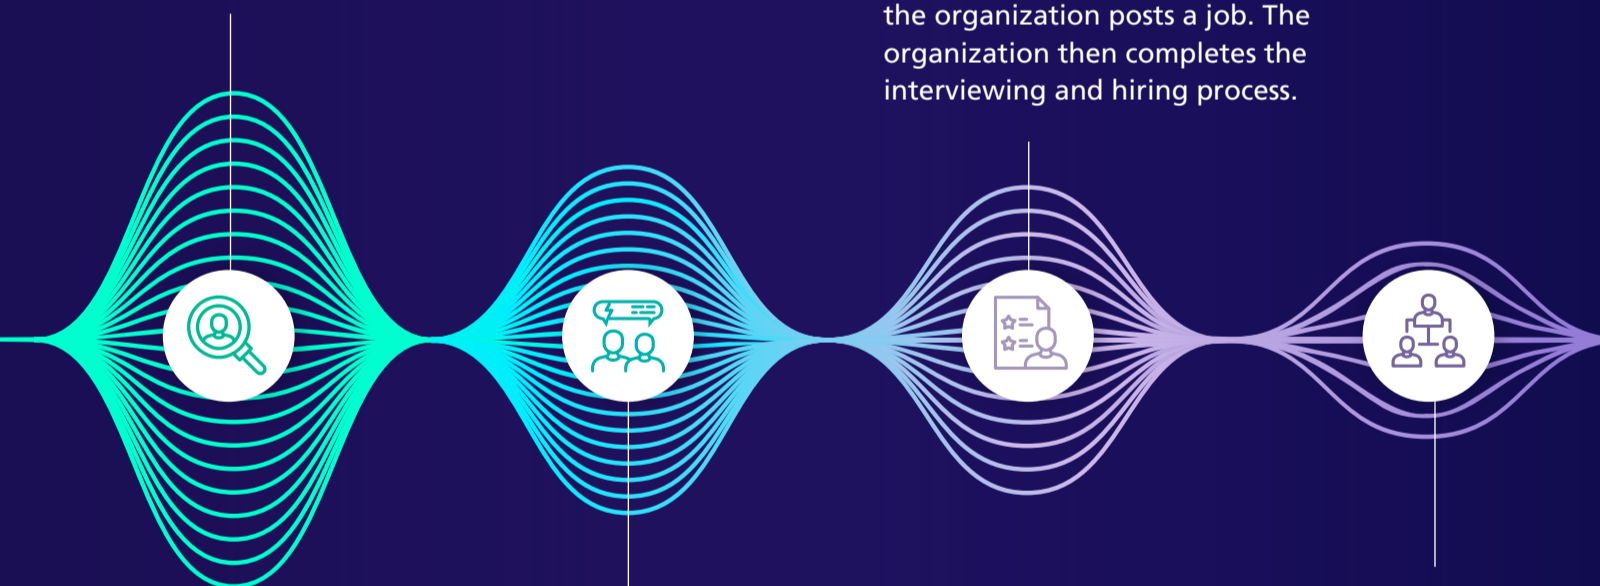 the organization posts a job. The
organization then completes the
interviewing and hiring process.